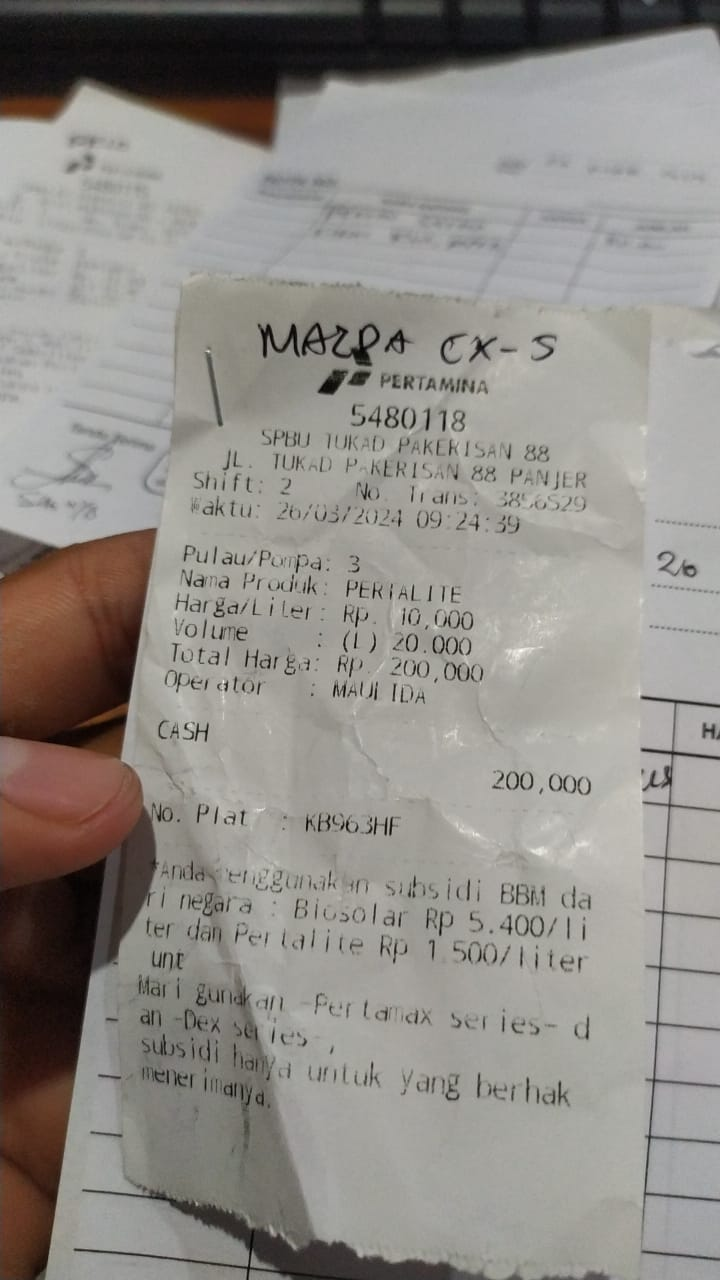 MAZDA CX-5
PERTAMINA
5480118
SPBU TUKAD PAKERISAN 88
JL. TUKAD PAKERISAN 88 PANJER
Shift: 2 No. Trans: 3856529
Waktu: 26/03/2024 09:24:39
Pulau/Pompa: 3
Nama Produk: PERTALITE
Harga/Liter: Rp. 10,000
Volume : (L) 20.000
Total Harga: Rp. 200,000
Operator : MAULIDA
CASH
200,000
No. Plat : KB963HF
*Anda menggunakan subsidi BBM da
ri negara : Biosolar Rp 5.400/li
ter dan Pertalite Rp 1.500/liter
unt
Mari gunakan -Pertamax series- d
an -Dex series-,
subsidi hanya untuk yang berhak
menerimanya.
26
HA